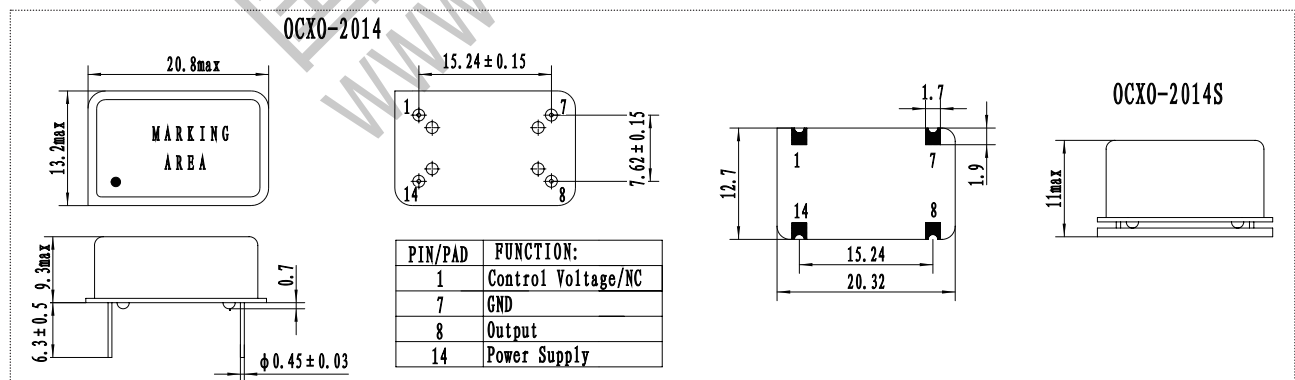 OCXO-2014
20.8max
13.2max
MARKING
AREA
9.3max
6.3±0.5
0.7
φ0.45±0.03
15.24±0.15
7.62±0.15
1
7
14
8
PIN/PAD FUNCTION:
1 Control Voltage/NC
7 GND
8 Output
14 Power Supply
1.7
1.9
12.7
1
7
14
8
15.24
20.32
OCXO-2014S
11max
WWW